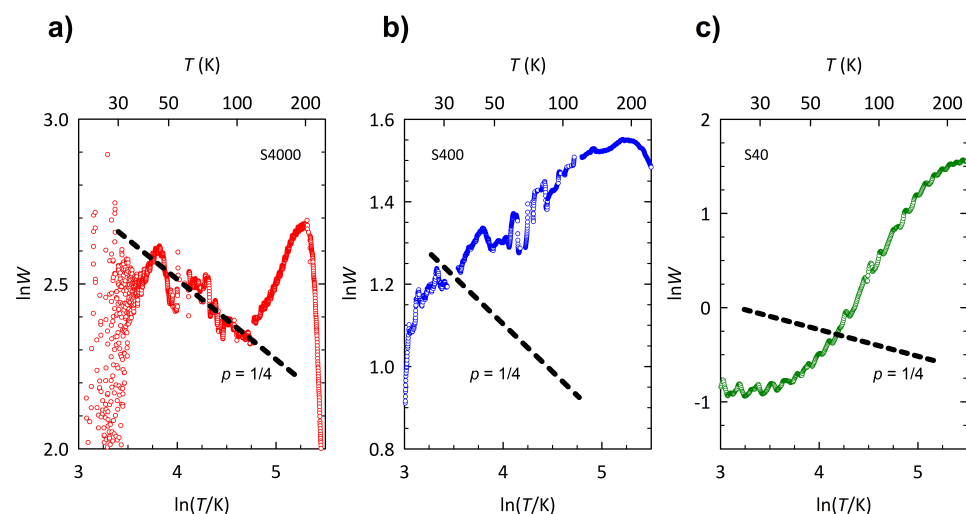 a) b) c)
T (K) T (K) T (K)
30 50 100 200 30 50 100 200 30 50 100 200
3.0 1.6 2
S4000 S400 S40
1.4 1
2.5 1.2 0
lnW lnW lnW
p = 1/4 p = 1/4 p = 1/4
1.0 -1
2.0 0.8
3 4 5 3 4 5 3 4 5
ln(T/K) ln(T/K) ln(T/K)